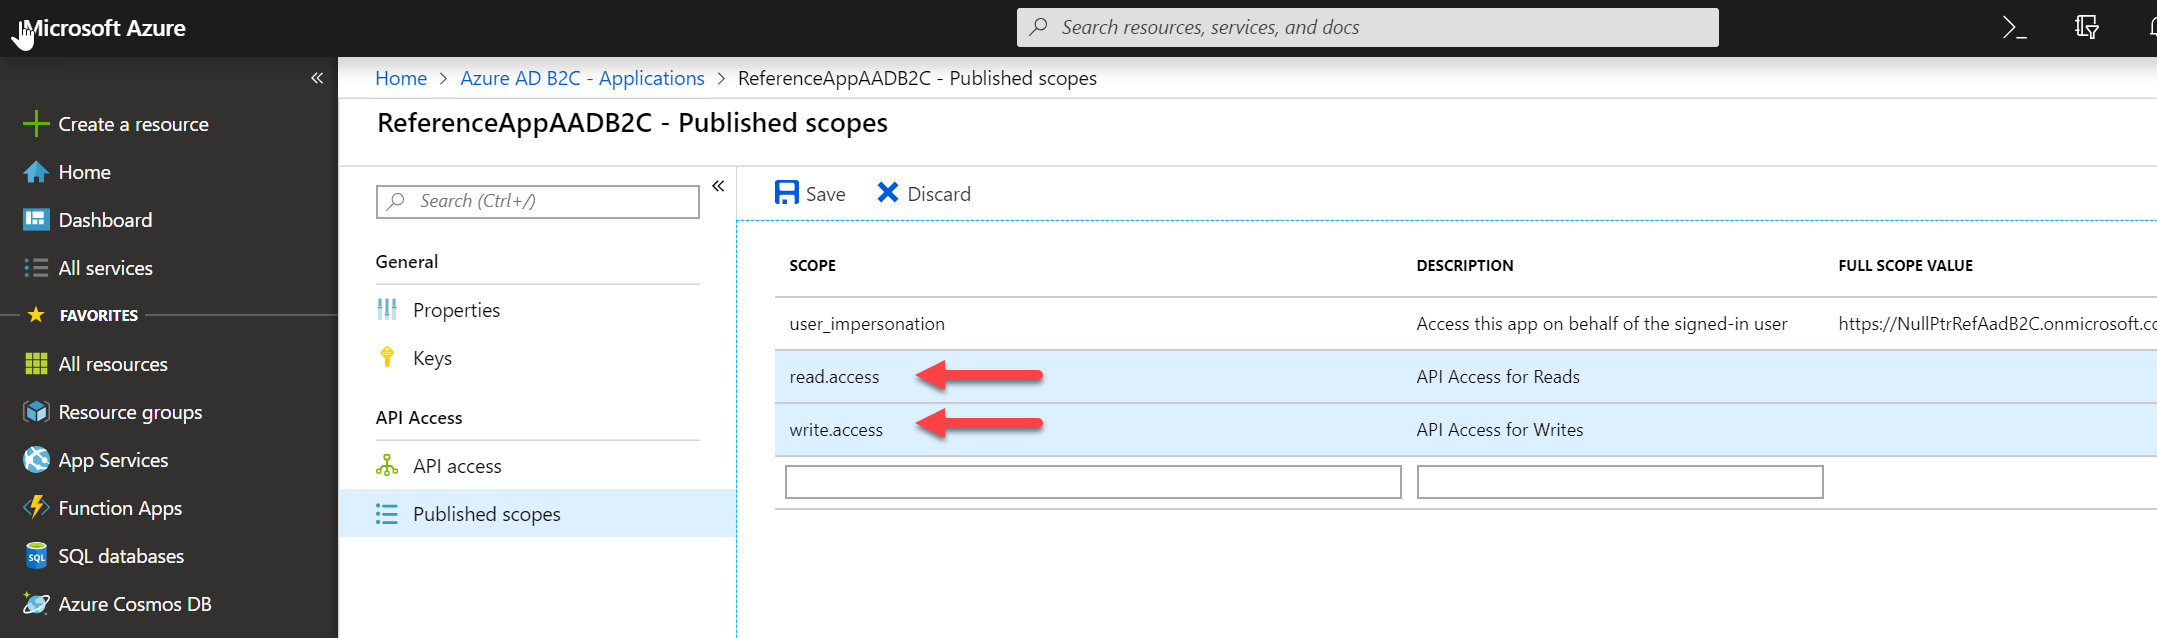 Microsoft Azure
Search resources, services, and docs
Home > Azure AD B2C - Applications > ReferenceAppAADB2C - Published scopes
ReferenceAppAADB2C - Published scopes
Create a resource
Home
Dashboard
All services
FAVORITES
All resources
Resource groups
App Services
Function Apps
SQL databases
Azure Cosmos DB
Search (Ctrl+/)
General
Properties
Keys
API Access
API access
Published scopes
Save Discard
SCOPE DESCRIPTION FULL SCOPE VALUE
user_impersonation Access this app on behalf of the signed-in user https://NullPtrRefAadB2C.onmicrosoft.co
read.access API Access for Reads
write.access API Access for Writes